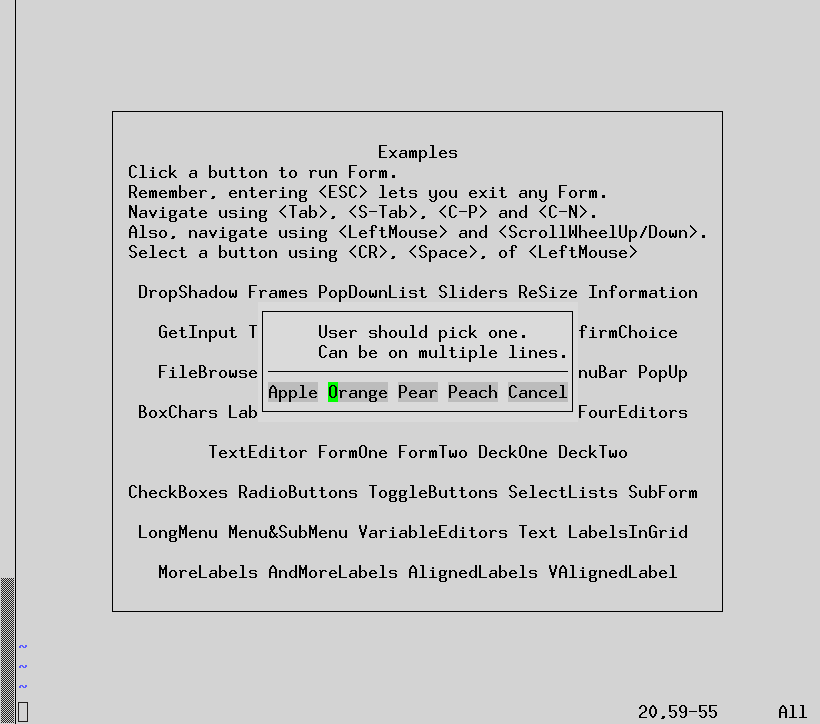 Examples
Click a button to run Form.
Remember, entering <ESC> lets you exit any Form.
Navigate using <Tab>, <S-Tab>, <C-P> and <C-N>.
Also, navigate using <LeftMouse> and <ScrollWheelUp/Down>.
Select a button using <CR>, <Space>, of <LeftMouse>
DropShadow Frames PopDownList Sliders ReSize Information
GetInput T User should pick one. firmChoice
Can be on multiple lines.
FileBrowse nuBar PopUp
Apple Orange Pear Peach Cancel
BoxChars Lab FourEditors
TextEditor FormOne FormTwo DeckOne DeckTwo
CheckBoxes RadioButtons ToggleButtons SelectLists SubForm
LongMenu Menu&SubMenu VariableEditors Text LabelsInGrid
MoreLabels AndMoreLabels AlignedLabels VAlignedLabel
~
~
~
20,59-55 All